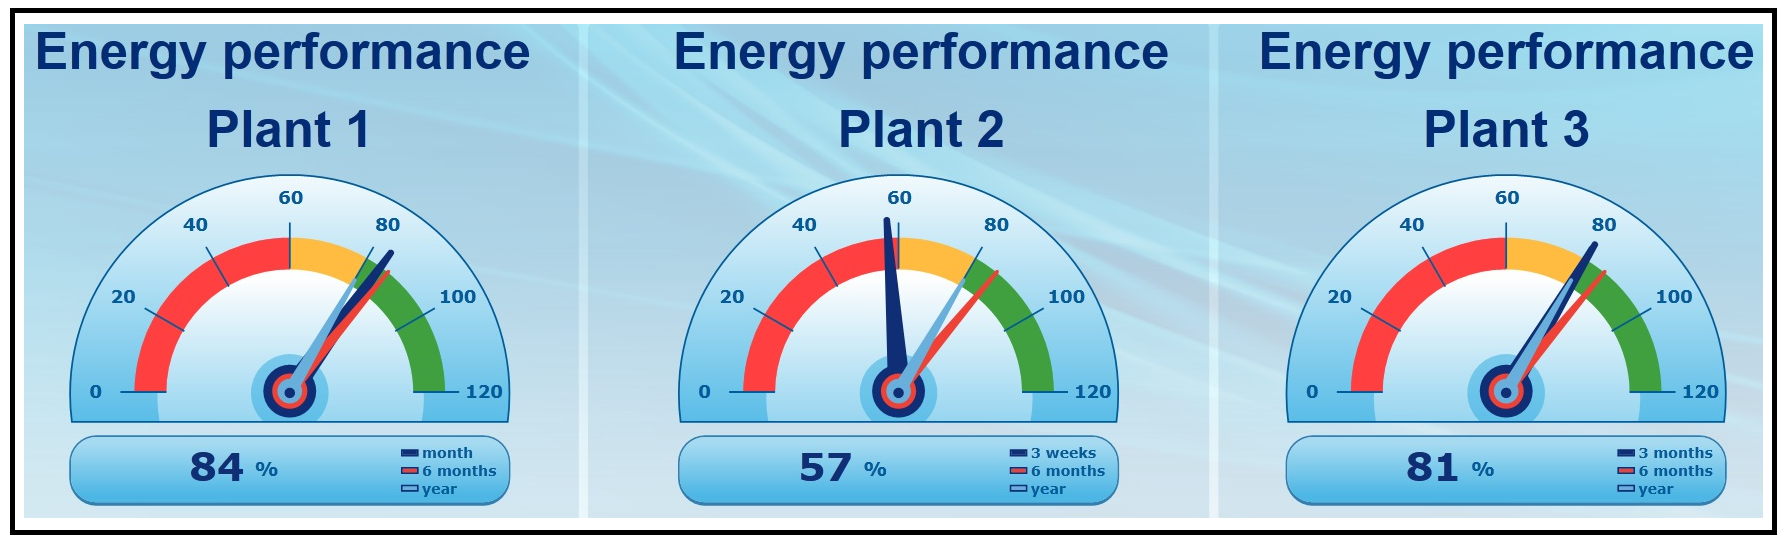 Energy performance
Plant 1
0
20
40
60
80
100
120
84 %
month
6 months
year
Energy performance
Plant 2
0
20
40
60
80
100
120
57 %
3 weeks
6 months
year
Energy performance
Plant 3
0
20
40
60
80
100
120
81 %
3 months
6 months
year